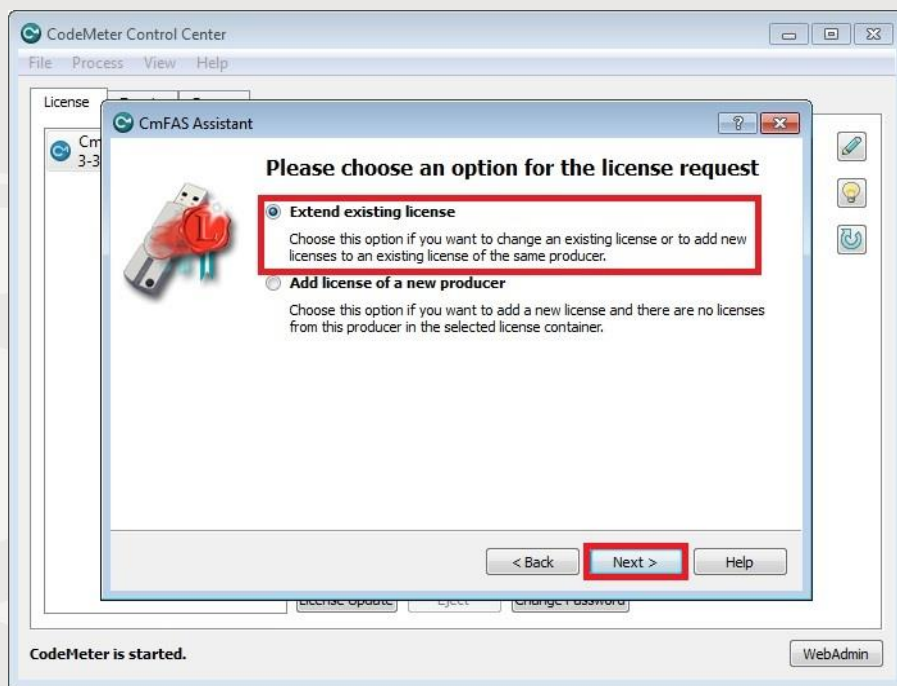 CodeMeter Control Center
File Process View Help
License
Cm
3-3
CmFAS Assistant
Please choose an option for the license request
L
Extend existing license
Choose this option if you want to change an existing license or to add new
licenses to an existing license of the same producer.
Add license of a new producer
Choose this option if you want to add a new license and there are no licenses
from this producer in the selected license container.
< Back Next > Help
License Update Eject Change Password
CodeMeter is started.
WebAdmin